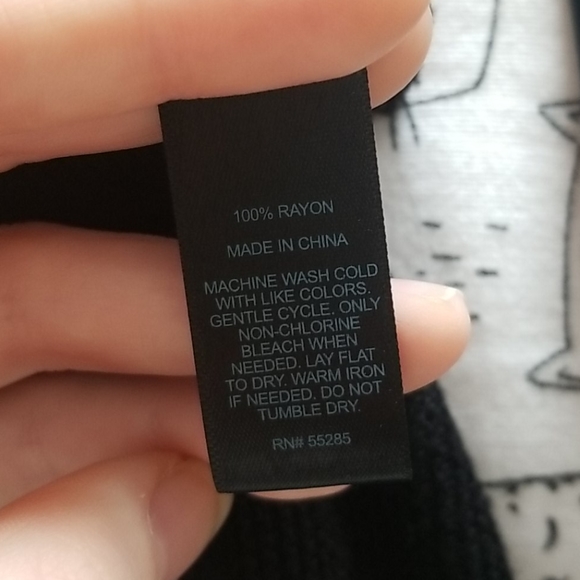 100% RAYON
MADE IN CHINA
MACHINE WASH COLD
WITH LIKE COLORS.
GENTLE CYCLE. ONLY
NON-CHLORINE
BLEACH WHEN
NEEDED. LAY FLAT
TO DRY. WARM IRON
IF NEEDED. DO NOT
TUMBLE DRY.
RN# 55285